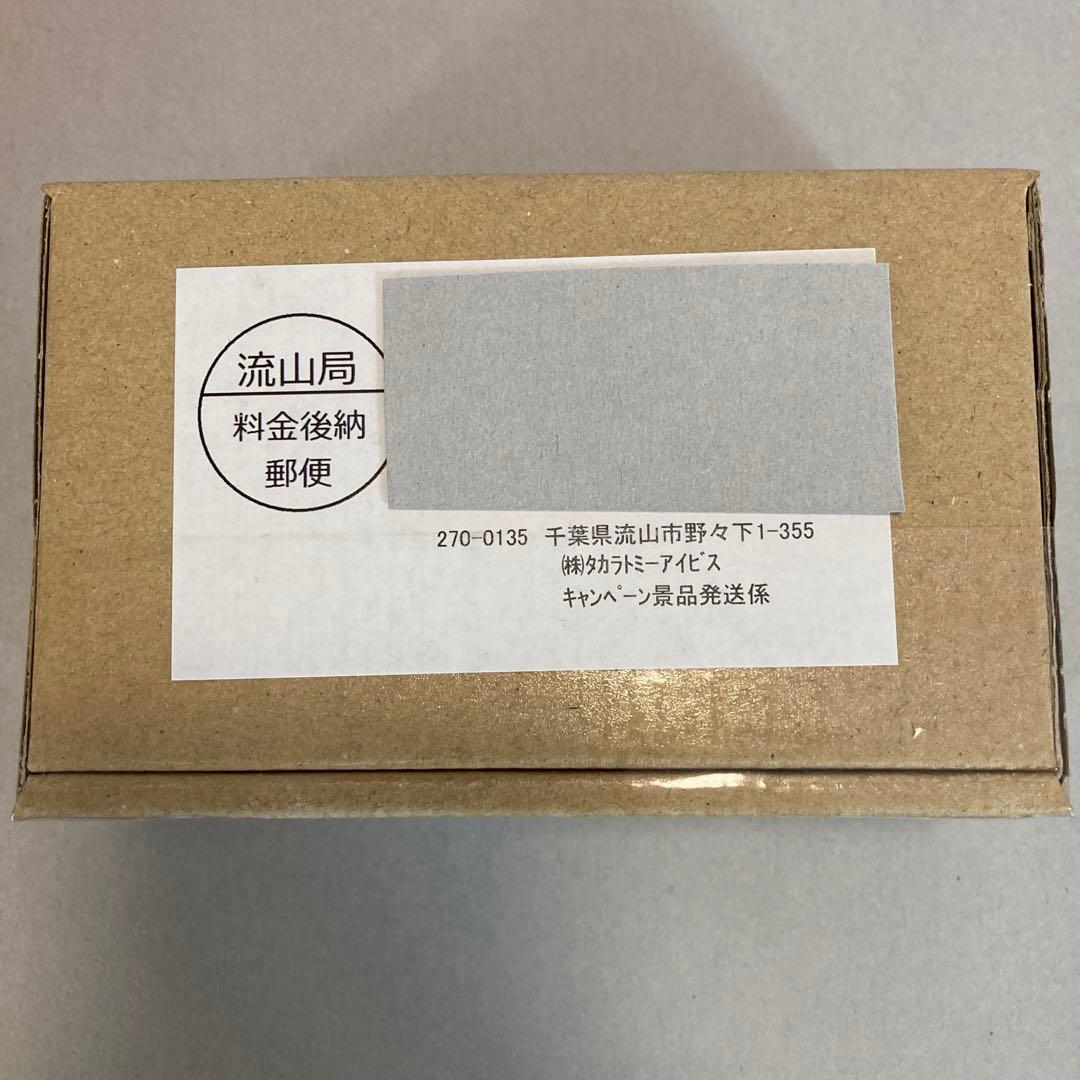 流山局
料金後納
郵便
270-0135 千葉県流山市野々下1-355
㈱ﾀｶﾗﾄﾐｰｱｲﾋﾞｽ
ｷｬﾝﾍﾟｰﾝ景品発送係